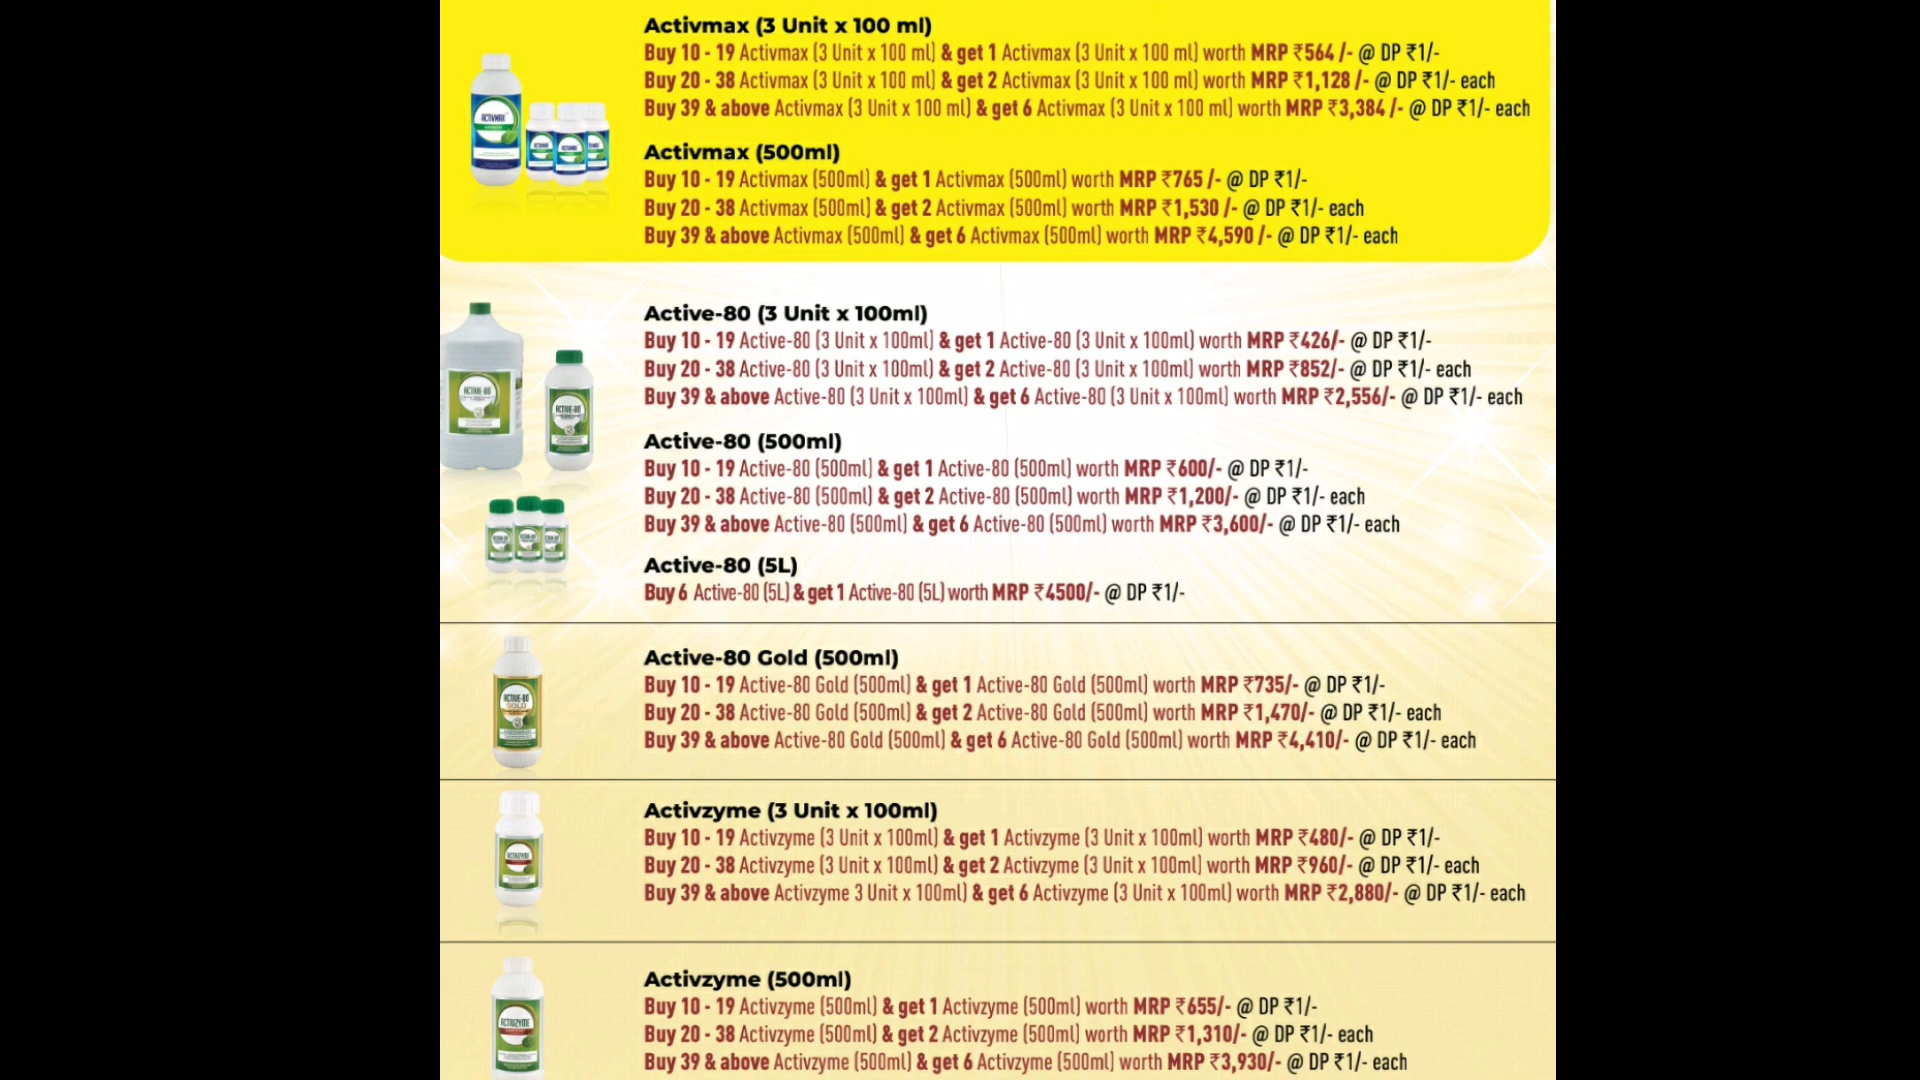 Activmax (3 Unit x 100 ml)
Buy 10 - 19 Activmax (3 Unit x 100 ml) & get 1 Activmax (3 Unit x 100 ml) worth MRP ₹564 /- @ DP ₹1/-
Buy 20 - 38 Activmax (3 Unit x 100 ml) & get 2 Activmax (3 Unit x 100 ml) worth MRP ₹1,128 /- @ DP ₹1/- each
Buy 39 & above Activmax (3 Unit x 100 ml) & get 6 Activmax (3 Unit x 100 ml) worth MRP ₹3,384 /- @ DP ₹1/- each
Activmax (500ml)
Buy 10 - 19 Activmax (500ml) & get 1 Activmax (500ml) worth MRP ₹765 /- @ DP ₹1/-
Buy 20 - 38 Activmax (500ml) & get 2 Activmax (500ml) worth MRP ₹1,530 /- @ DP ₹1/- each
Buy 39 & above Activmax (500ml) & get 6 Activmax (500ml) worth MRP ₹4,590 /- @ DP ₹1/- each
ACTIVMAX
Active-80 (3 Unit x 100ml)
Buy 10 - 19 Active-80 (3 Unit x 100ml) & get 1 Active-80 (3 Unit x 100ml) worth MRP ₹426/- @ DP ₹1/-
Buy 20 - 38 Active-80 (3 Unit x 100ml) & get 2 Active-80 (3 Unit x 100ml) worth MRP ₹852/- @ DP ₹1/- each
Buy 39 & above Active-80 (3 Unit x 100ml) & get 6 Active-80 (3 Unit x 100ml) worth MRP ₹2,556/- @ DP ₹1/- each
ACTIVE-80
ACTIVE-80
Active-80 (500ml)
Buy 10 - 19 Active-80 (500ml) & get 1 Active-80 (500ml) worth MRP ₹600/- @ DP ₹1/-
Buy 20 - 38 Active-80 (500ml) & get 2 Active-80 (500ml) worth MRP ₹1,200/- @ DP ₹1/- each
Buy 39 & above Active-80 (500ml) & get 6 Active-80 (500ml) worth MRP ₹3,600/- @ DP ₹1/- each
Active-80 (5L)
Buy 6 Active-80 (5L) & get 1 Active-80 (5L) worth MRP ₹4500/- @ DP ₹1/-
Active-80 Gold (500ml)
Buy 10 - 19 Active-80 Gold (500ml) & get 1 Active-80 Gold (500ml) worth MRP ₹735/- @ DP ₹1/-
Buy 20 - 38 Active-80 Gold (500ml) & get 2 Active-80 Gold (500ml) worth MRP ₹1,470/- @ DP ₹1/- each
Buy 39 & above Active-80 Gold (500ml) & get 6 Active-80 Gold (500ml) worth MRP ₹4,410/- @ DP ₹1/- each
ACTIVE-80
GOLD
Activzyme (3 Unit x 100ml)
Buy 10 - 19 Activzyme (3 Unit x 100ml) & get 1 Activzyme (3 Unit x 100ml) worth MRP ₹480/- @ DP ₹1/-
Buy 20 - 38 Activzyme (3 Unit x 100ml) & get 2 Activzyme (3 Unit x 100ml) worth MRP ₹960/- @ DP ₹1/- each
Buy 39 & above Activzyme 3 Unit x 100ml) & get 6 Activzyme (3 Unit x 100ml) worth MRP ₹2,880/- @ DP ₹1/- each
ACTIVZYME
Activzyme (500ml)
Buy 10 - 19 Activzyme (500ml) & get 1 Activzyme (500ml) worth MRP ₹655/- @ DP ₹1/-
Buy 20 - 38 Activzyme (500ml) & get 2 Activzyme (500ml) worth MRP ₹1,310/- @ DP ₹1/- each
Buy 39 & above Activzyme (500ml) & get 6 Activzyme (500ml) worth MRP ₹3,930/- @ DP ₹1/- each
ACTIVZYME